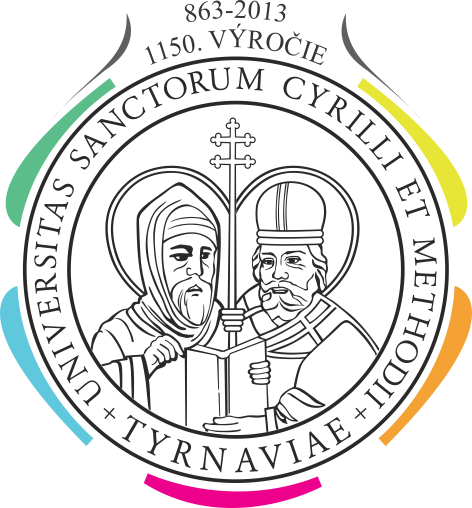 863-2013
1150. VÝROČIE
UNIVERSITAS SANCTORUM CYRILLI ET METHODII
+ TYRNAVIAE +